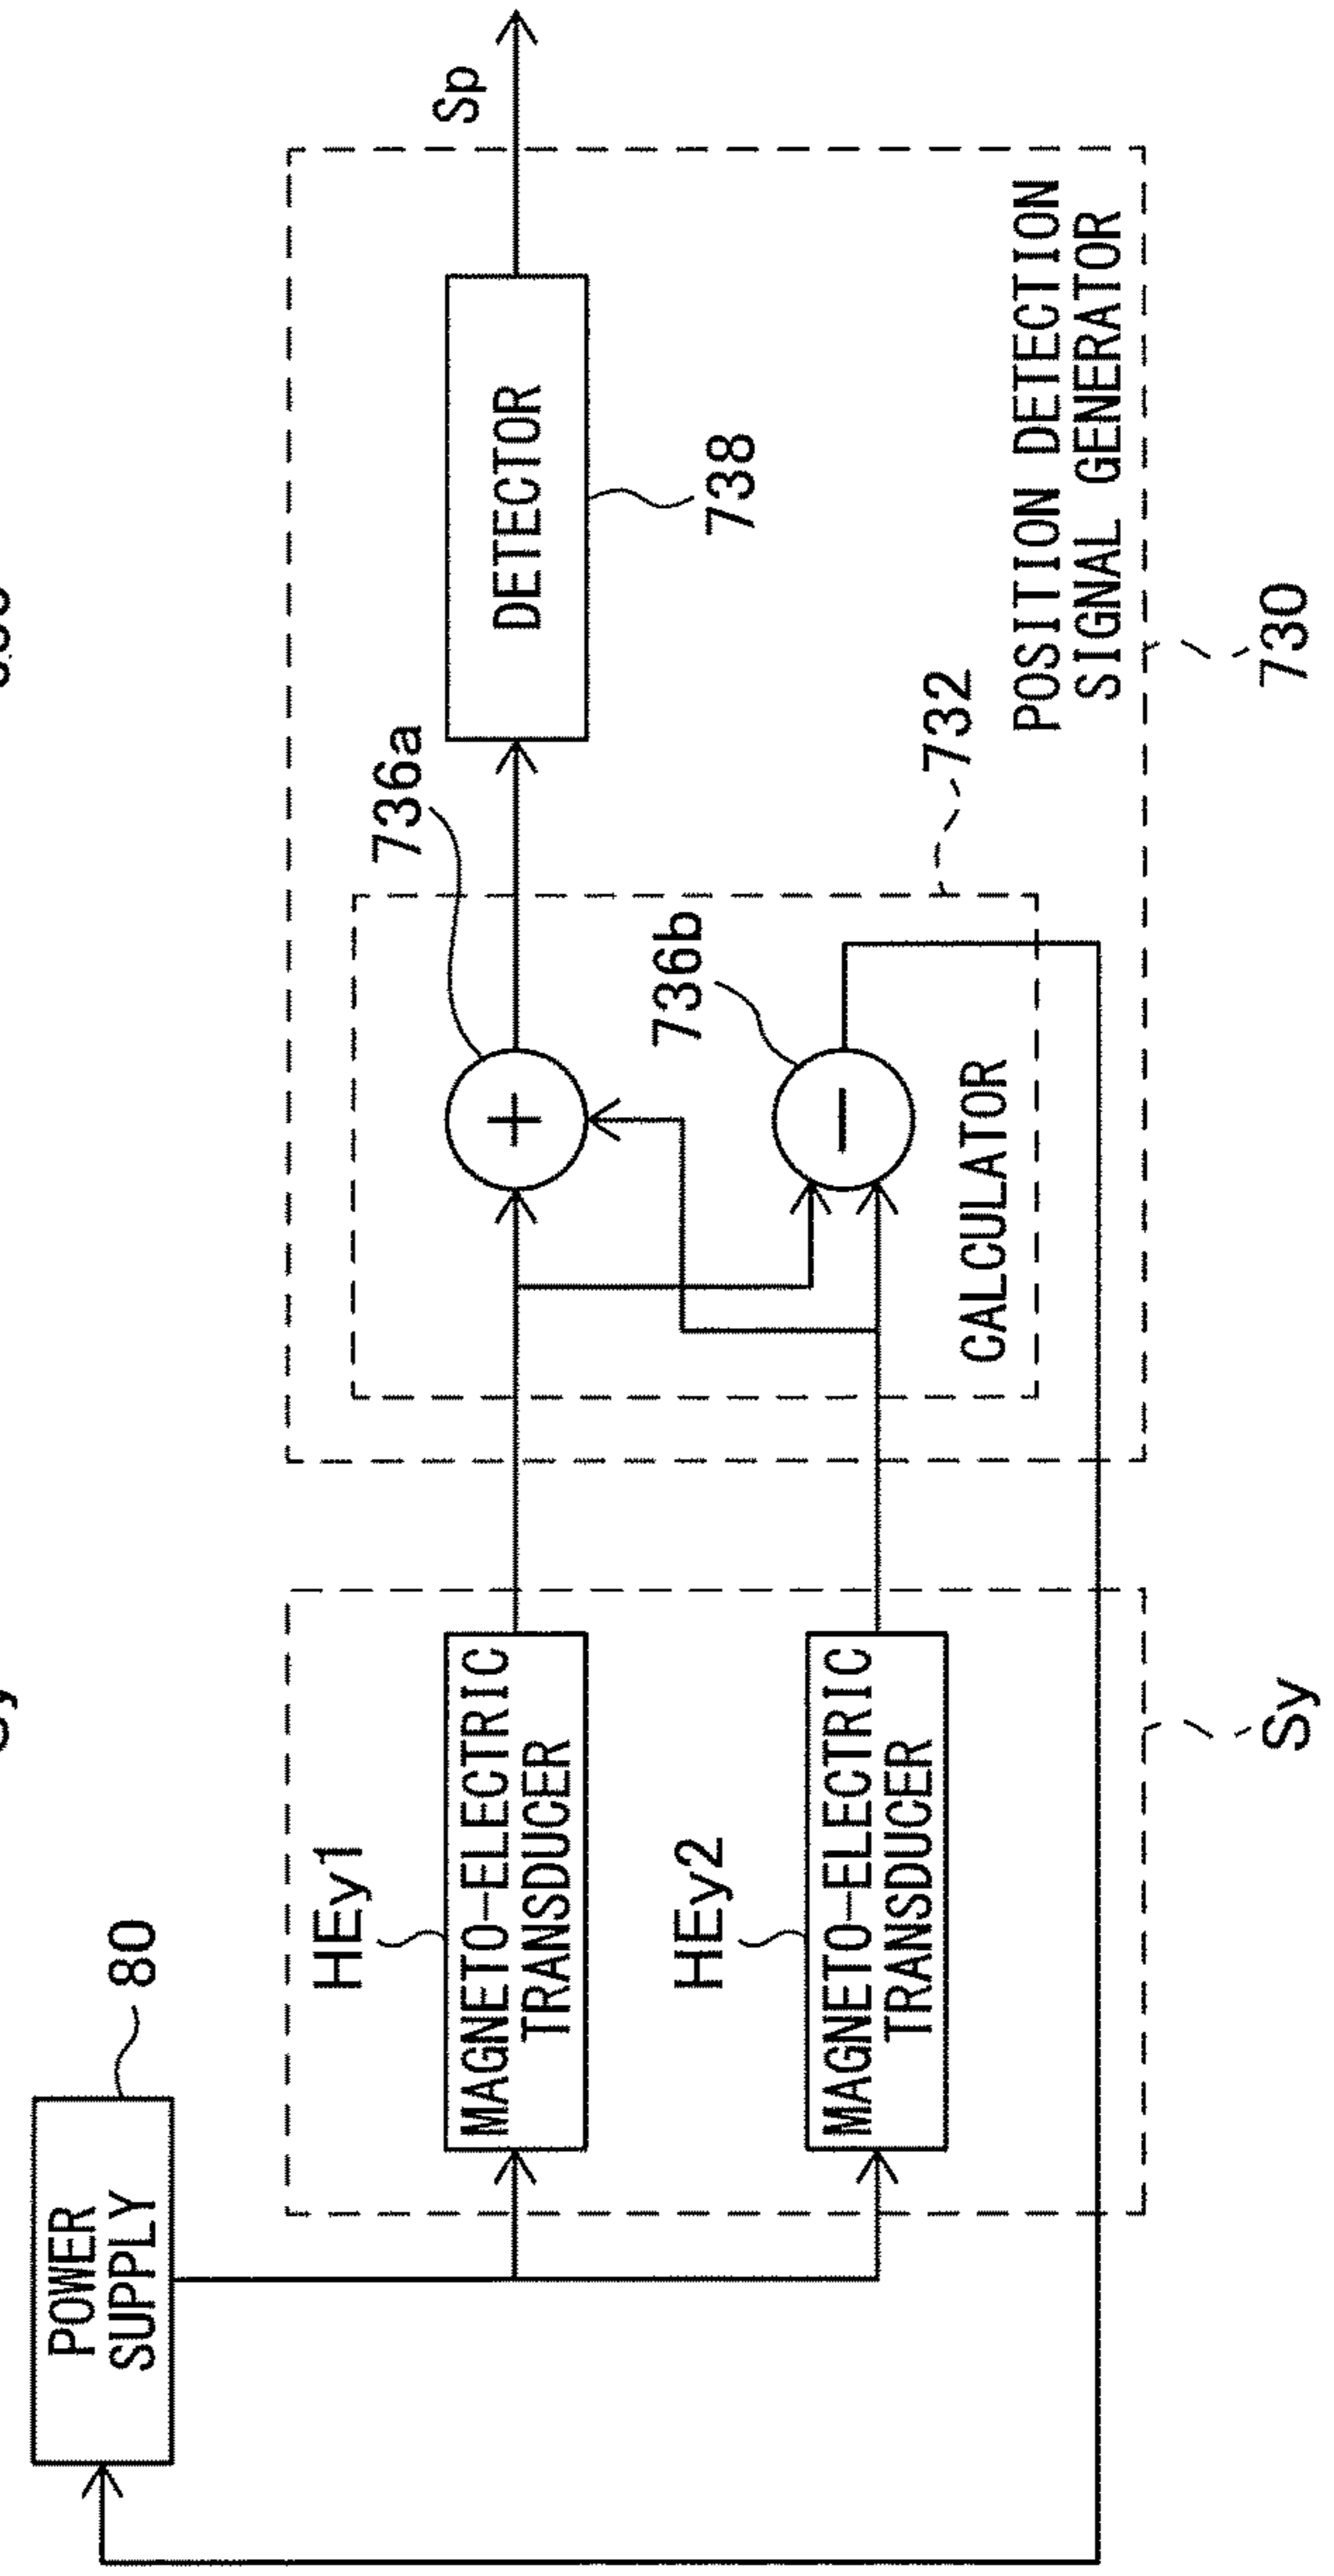 POWER
SUPPLY
80
HEy1
MAGNETO-ELECTRIC
TRANSDUCER
HEy2
MAGNETO-ELECTRIC
TRANSDUCER
Sy
736a
+
736b
−
CALCULATOR
732
DETECTOR
738
Sp
POSITION DETECTION
SIGNAL GENERATOR
730